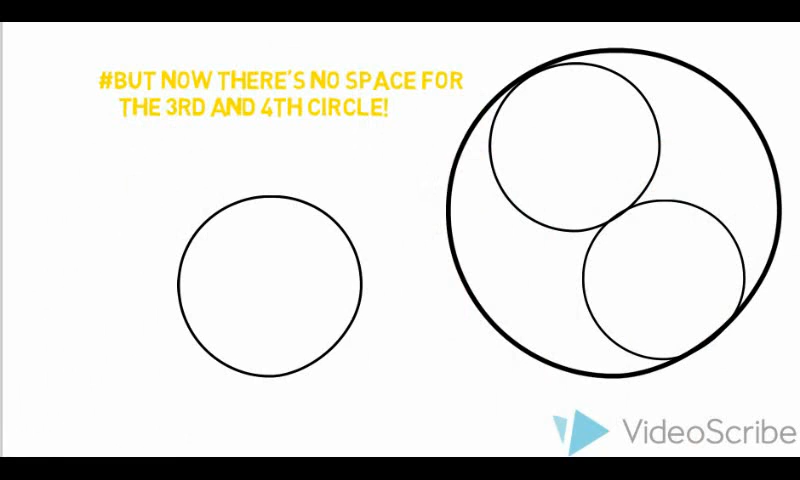 #BUT NOW THERE'S NO SPACE FOR
THE 3RD AND 4TH CIRCLE!
VideoScribe